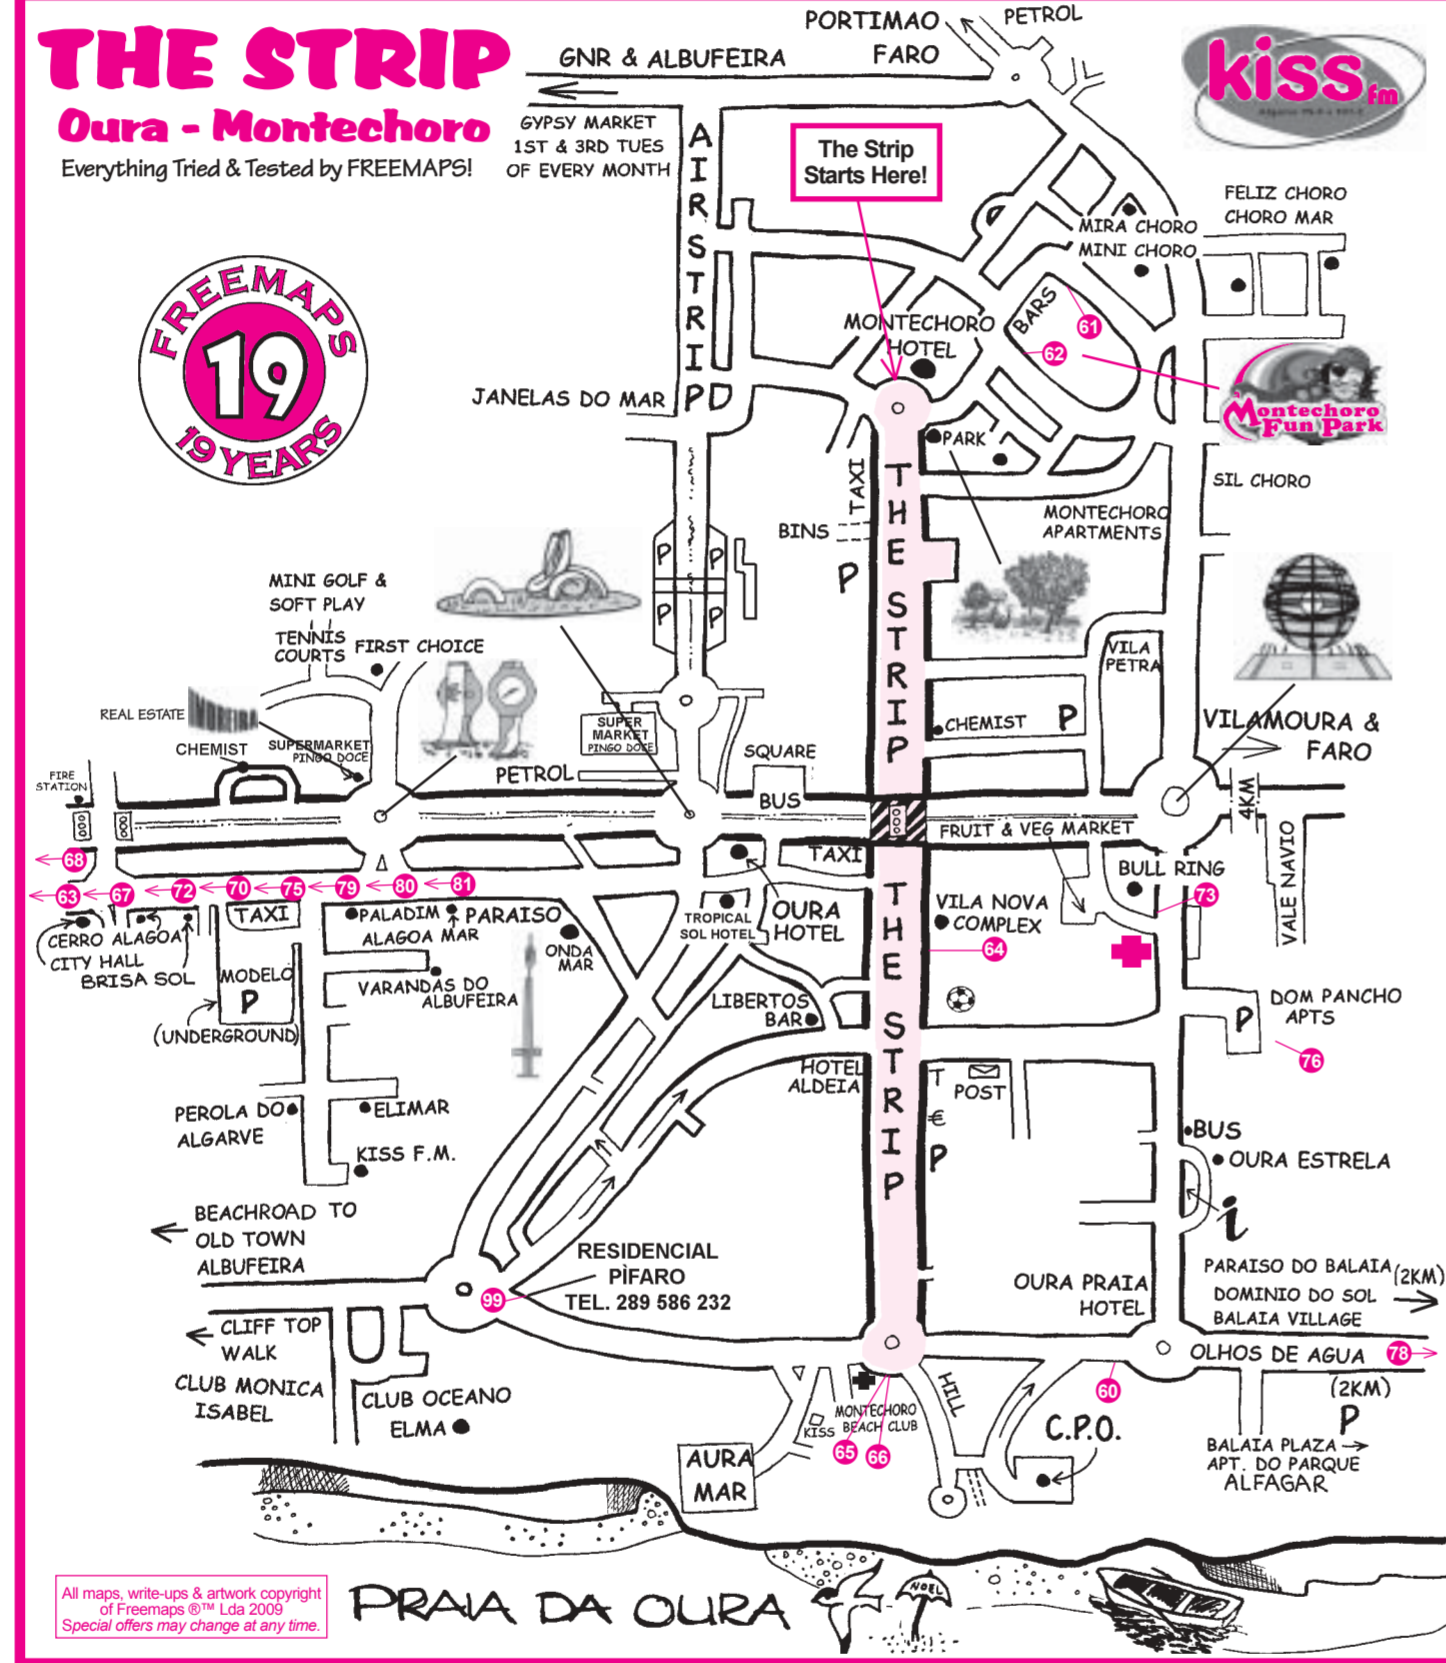 THE STRIP
Oura - Montechoro
Everything Tried & Tested by FREEMAPS!
FREEMAPS
19
19 YEARS
GNR & ALBUFEIRA
PORTIMAO
FARO
PETROL
kiss fm
GYPSY MARKET
1ST & 3RD TUES
OF EVERY MONTH
AIRSTRIP
The Strip
Starts Here!
FELIZ CHORO
CHORO MAR
MIRA CHORO
MINI CHORO
BARS
61
62
MONTECHORO
HOTEL
Montechoro
Fun Park
JANELAS DO MAR
P
PARK
TAXI
BINS
P
THE STRIP
SIL CHORO
MONTECHORO
APARTMENTS
P
P
P
P
MINI GOLF &
SOFT PLAY
TENNIS
COURTS
FIRST CHOICE
REAL ESTATE
CHEMIST
SUPERMARKET
PINGO DOCE
FIRE
STATION
PETROL
SUPER
MARKET
PINGO DOCE
SQUARE
BUS
CHEMIST
P
VILA
PETRA
VILAMOURA &
FARO
4KM
FRUIT & VEG MARKET
TAXI
BULL RING
73
VALE NAVIO
68
63
67
72
70
75
79
80
81
TAXI
PALADIM
PARAISO
ALAGOA MAR
CERRO ALAGOA
CITY HALL
BRISA SOL
MODELO
P
(UNDERGROUND)
VARANDAS DO
ALBUFEIRA
ONDA
MAR
TROPICAL
SOL HOTEL
OURA
HOTEL
LIBERTOS
BAR
THE STRIP
VILA NOVA
COMPLEX
64
DOM PANCHO
APTS
P
76
HOTEL
ALDEIA
T
€
P
POST
PEROLA DO
ALGARVE
ELIMAR
KISS F.M.
BUS
OURA ESTRELA
i
BEACHROAD TO
OLD TOWN
ALBUFEIRA
RESIDENCIAL
PÌFARO
TEL. 289 586 232
99
OURA PRAIA
HOTEL
PARAISO DO BALAIA (2KM)
DOMINIO DO SOL
BALAIA VILLAGE
OLHOS DE AGUA
78
(2KM)
P
CLIFF TOP
WALK
CLUB MONICA
ISABEL
CLUB OCEANO
ELMA
KISS
MONTECHORO
BEACH CLUB
65
66
HILL
60
C.P.O.
AURA
MAR
BALAIA PLAZA
APT. DO PARQUE
ALFAGAR
NOEL
PRAIA DA OURA
All maps, write-ups & artwork copyright
of Freemaps ®™ Lda 2009
Special offers may change at any time.